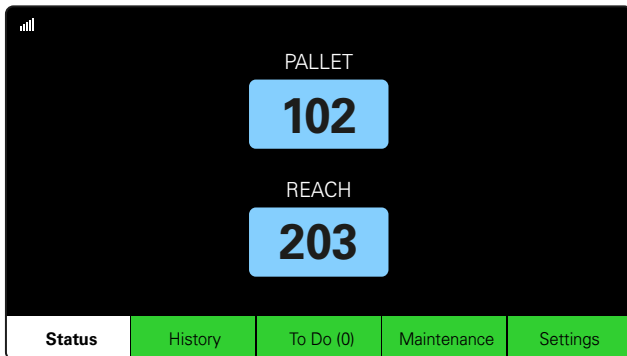 PALLET
102
REACH
203
Status History To Do (0) Maintenance Settings